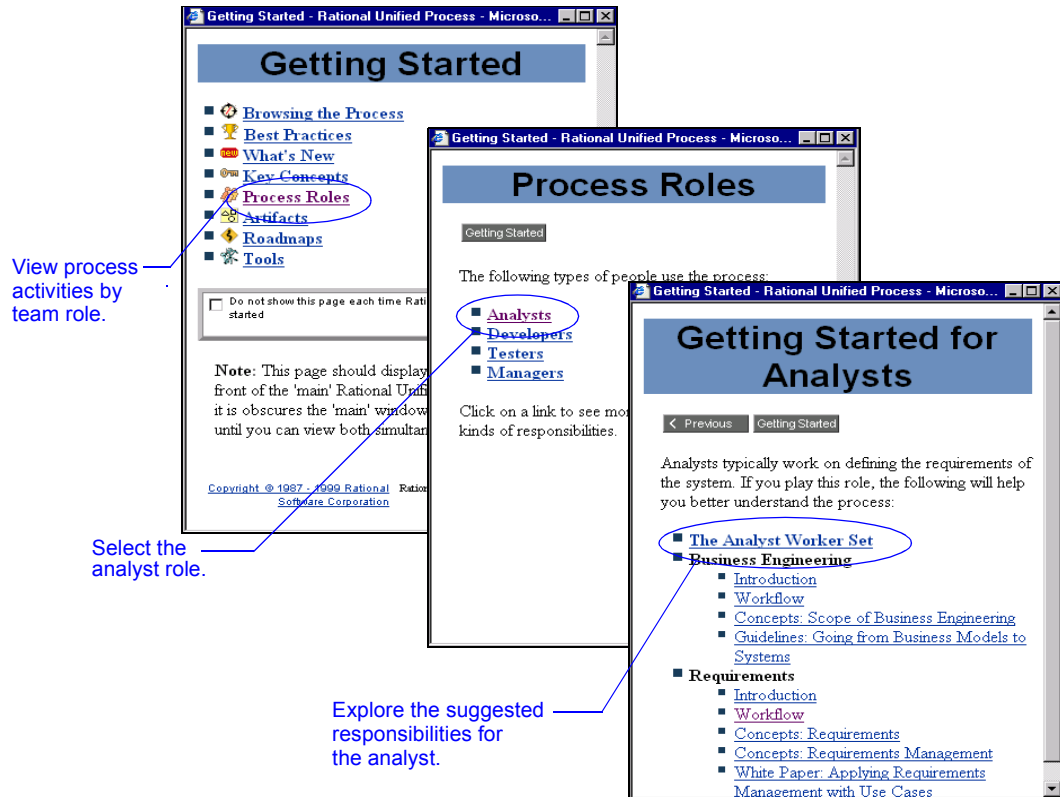 Getting Started - Rational Unified Process - Microso...
Getting Started
Browsing the Process
Best Practices
What's New
Key Concepts
Process Roles
Artifacts
Roadmaps
Tools
Do not show this page each time Rati
started
Note: This page should display
front of the 'main' Rational Unifi
it is obscures the 'main' window
until you can view both simultan
Copyright © 1987 - 1999 Rational Ration
Software Corporation
View process
activities by
team role.
Getting Started - Rational Unified Process - Microso...
Process Roles
Getting Started
The following types of people use the process:
Analysts
Developers
Testers
Managers
Click on a link to see mor
kinds of responsibilities.
Select the
analyst role.
Getting Started - Rational Unified Process - Microso...
Getting Started for
Analysts
< Previous Getting Started
Analysts typically work on defining the requirements of
the system. If you play this role, the following will help
you better understand the process:
The Analyst Worker Set
Business Engineering
Introduction
Workflow
Concepts: Scope of Business Engineering
Guidelines: Going from Business Models to
Systems
Requirements
Introduction
Workflow
Concepts: Requirements
Concepts: Requirements Management
White Paper: Applying Requirements
Management with Use Cases
Explore the suggested
responsibilities for
the analyst.